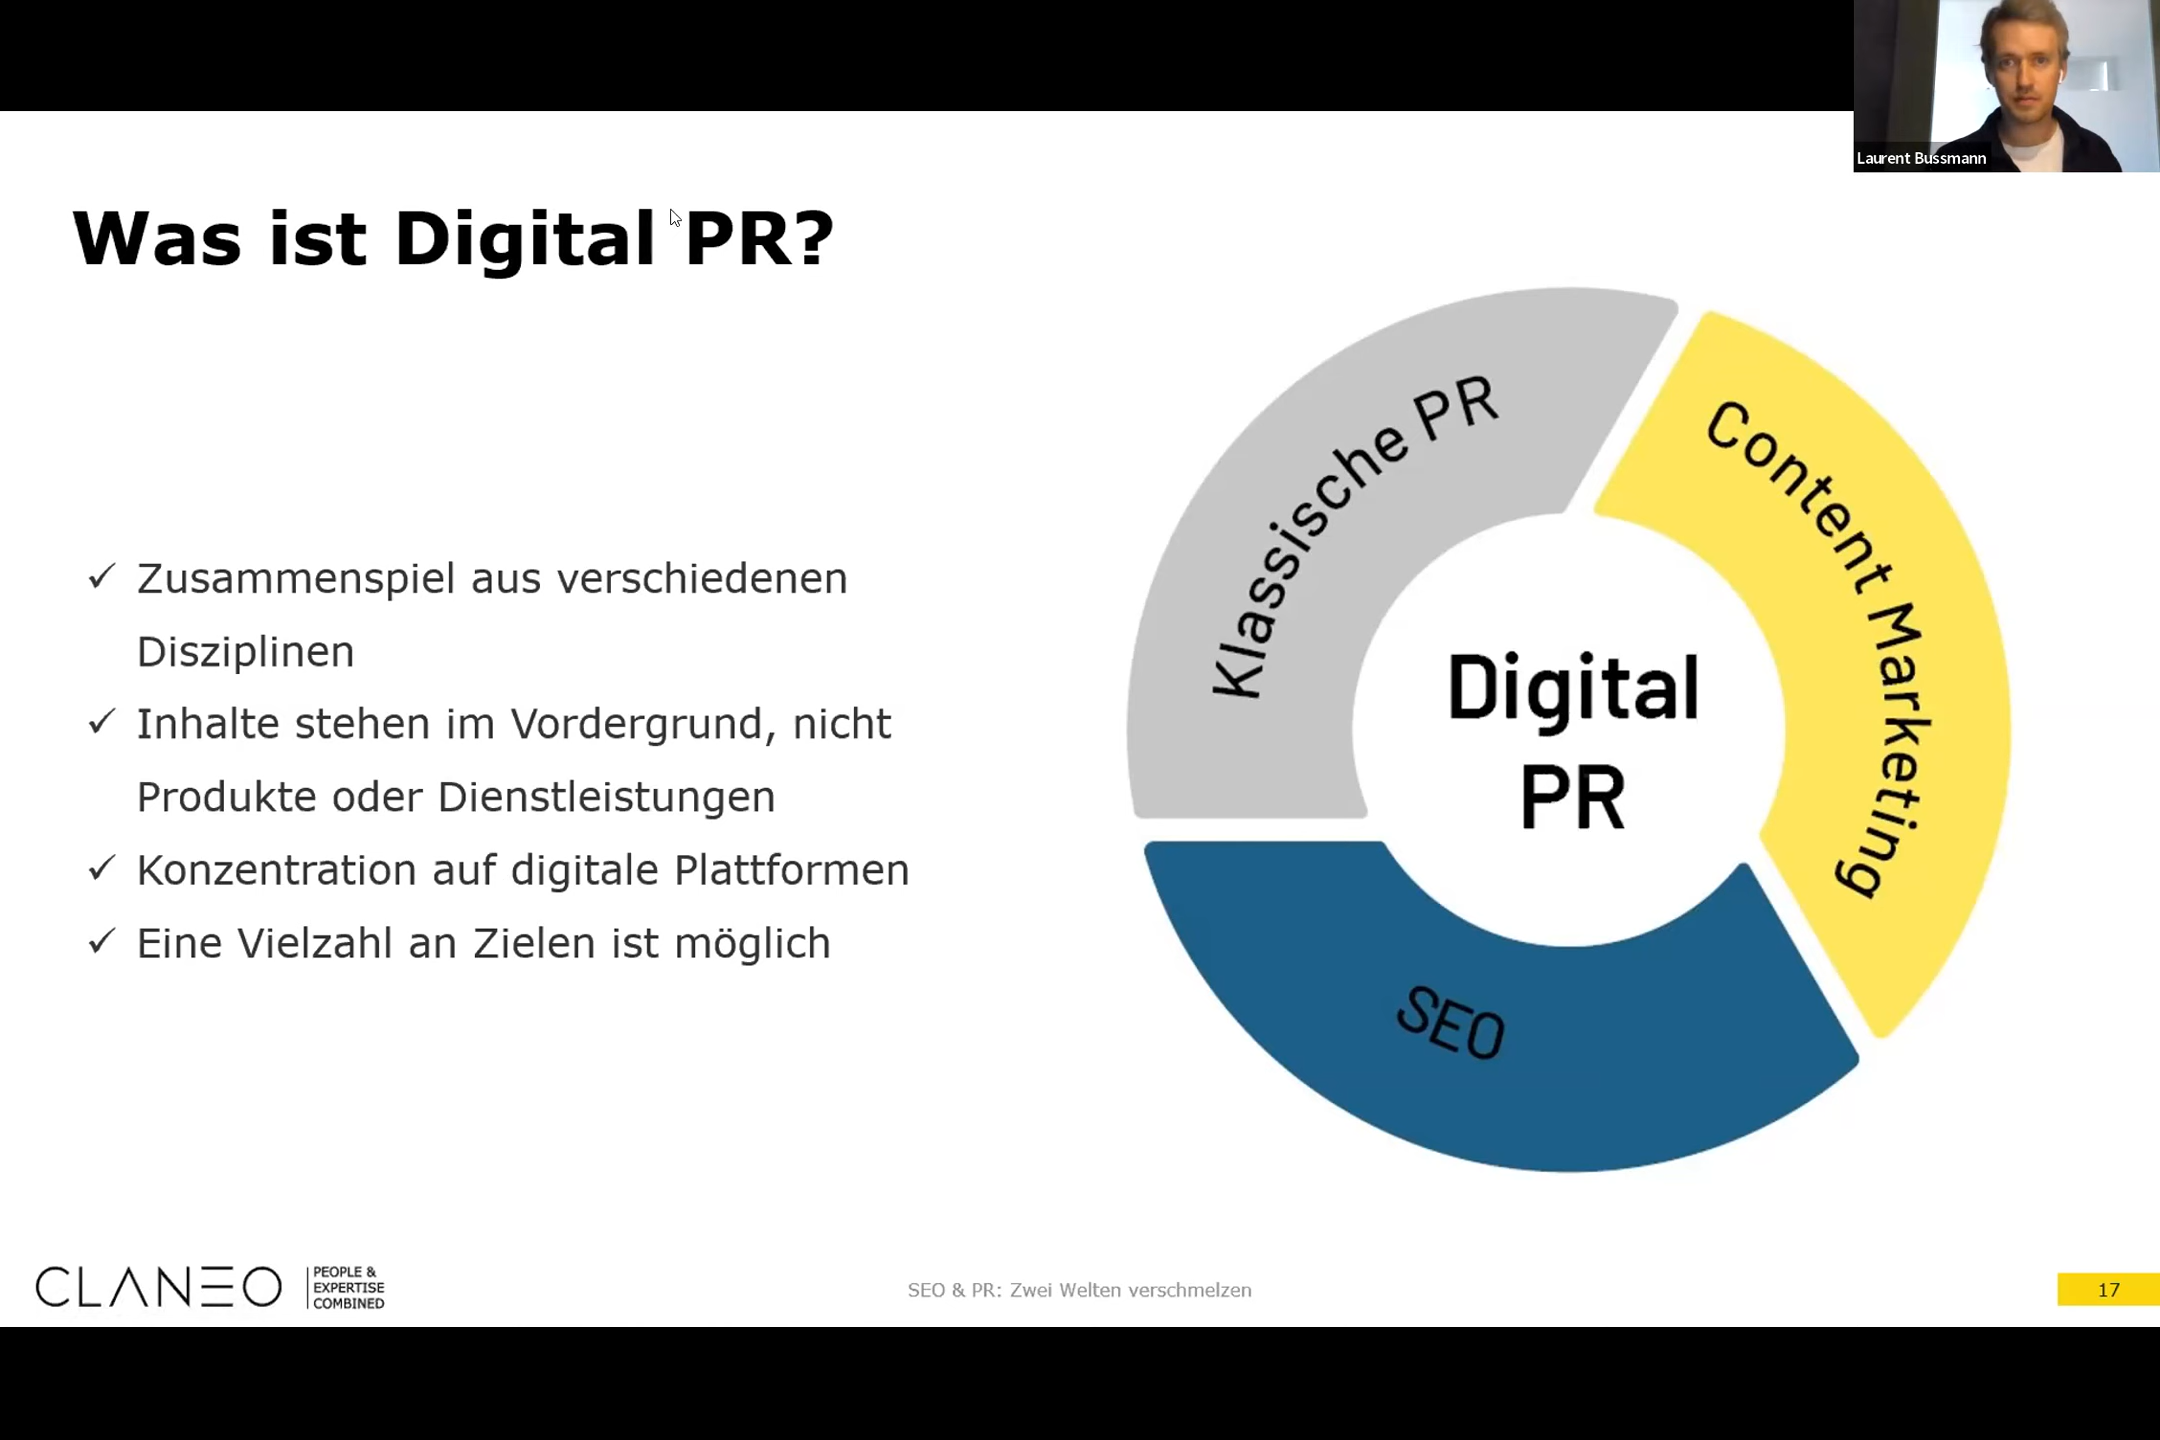 Laurent Bussmann
Was ist Digital PR?
✓ Zusammenspiel aus verschiedenen
Disziplinen
✓ Inhalte stehen im Vordergrund, nicht
Produkte oder Dienstleistungen
✓ Konzentration auf digitale Plattformen
✓ Eine Vielzahl an Zielen ist möglich
Klassische PR
Content Marketing
SEO
Digital
PR
CLANEO
PEOPLE &
EXPERTISE
COMBINED
SEO & PR: Zwei Welten verschmelzen
17